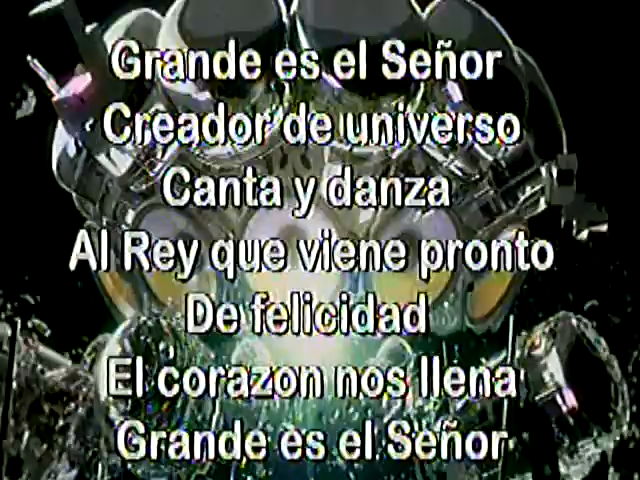 Grande es el Señor
Creador de universo
Canta y danza
Al Rey que viene pronto
De felicidad
El corazon nos llena
Grande es el Señor